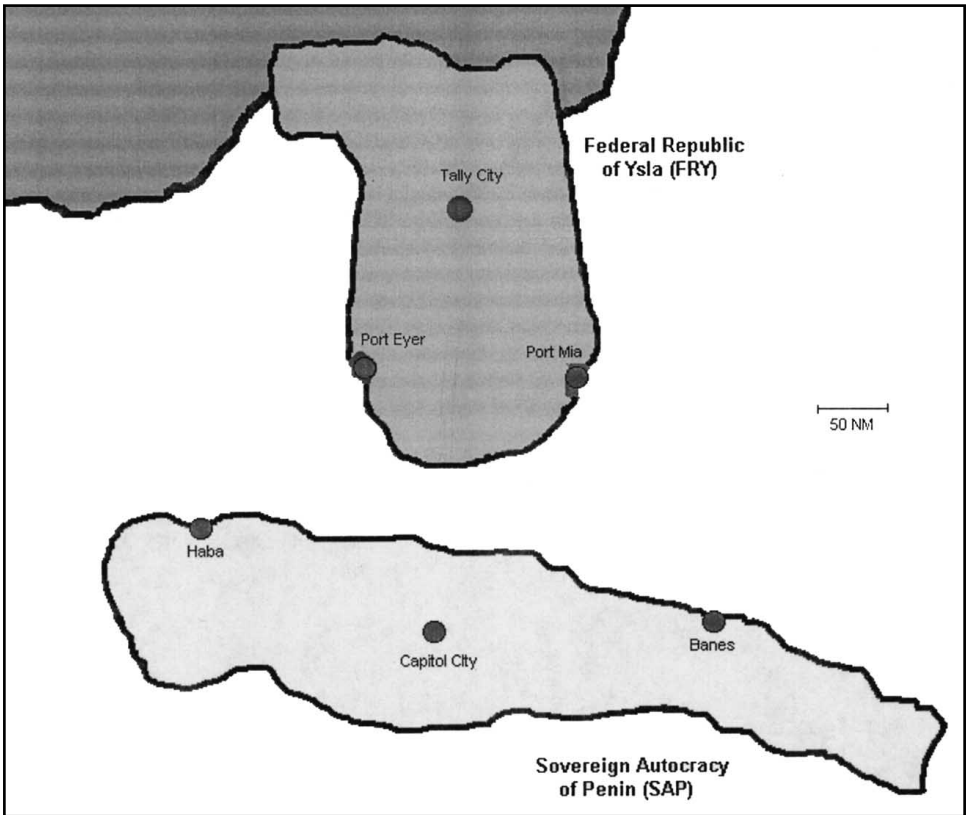 Federal Republic
of Ysla (FRY)
Tally City
Port Eyer
Port Mia
50 NM
Haba
Capitol City
Banes
Sovereign Autocracy
of Penin (SAP)